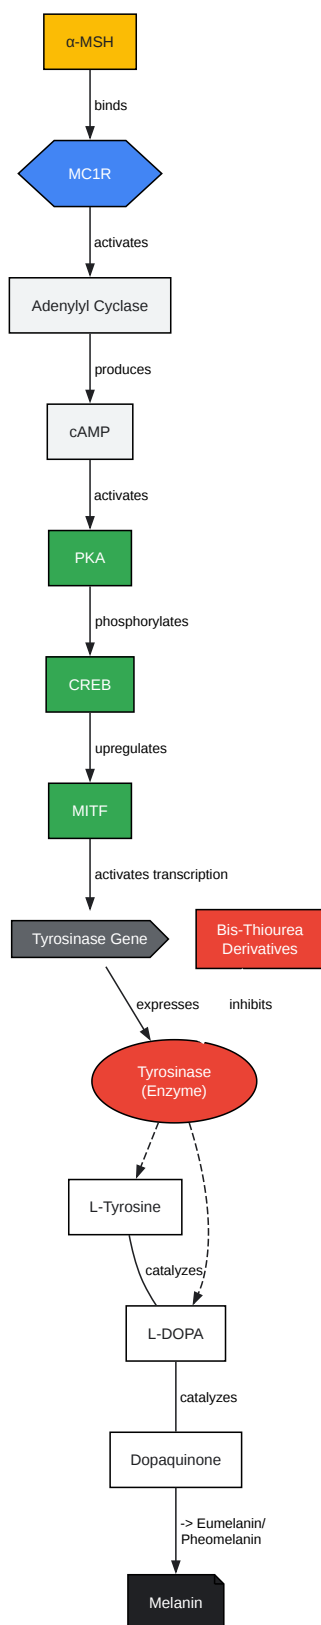 α-MSH
binds
MC1R
activates
Adenylyl Cyclase
produces
cAMP
activates
PKA
phosphorylates
CREB
upregulates
MITF
activates transcription
Tyrosinase Gene
Bis-Thiourea
Derivatives
expresses
inhibits
Tyrosinase
(Enzyme)
L-Tyrosine
catalyzes
L-DOPA
catalyzes
Dopaquinone
-> Eumelanin/
Pheomelanin
Melanin